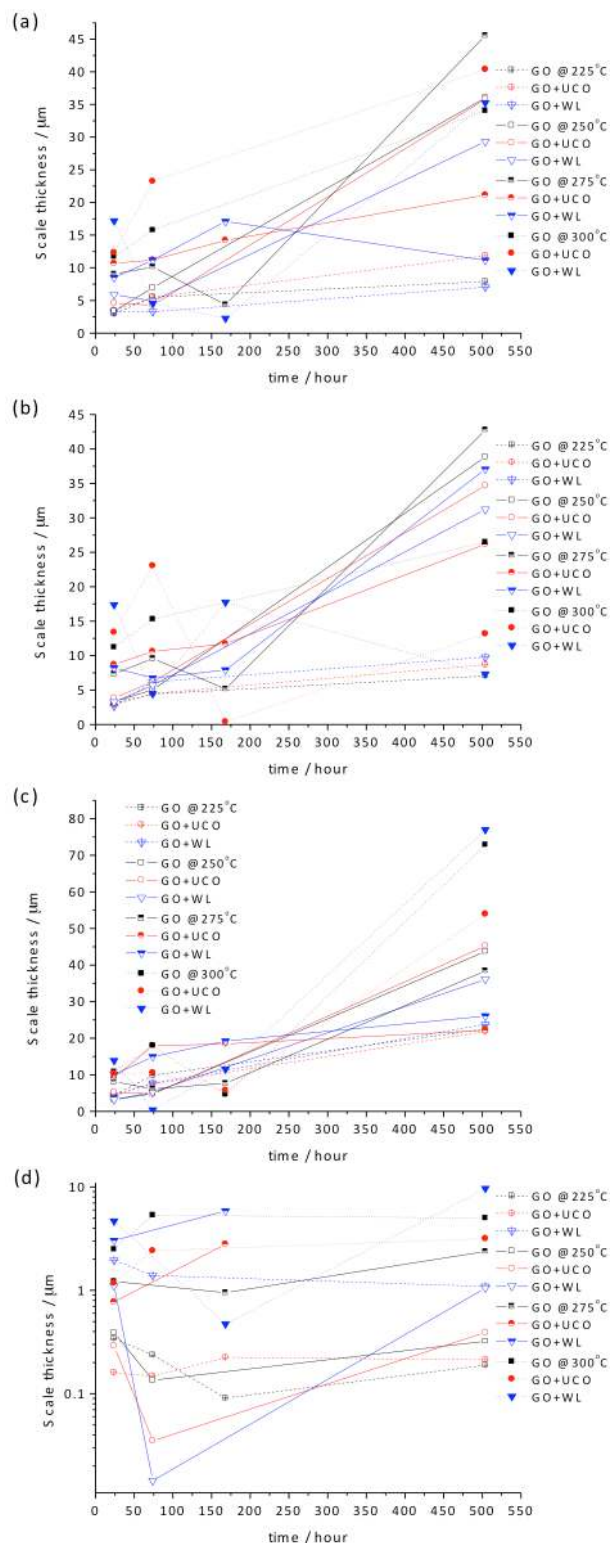 (a)
45
40
35
30
25
20
15
10
5
0
Scale thickness / μm
0 50 100 150 200 250 300 350 400 450 500 550
time / hour
GO @225°C
GO+UCO
GO+WL
GO @250°C
GO+UCO
GO+WL
GO @275°C
GO+UCO
GO+WL
GO @300°C
GO+UCO
GO+WL
(b)
45
40
35
30
25
20
15
10
5
0
Scale thickness / μm
0 50 100 150 200 250 300 350 400 450 500 550
time / hour
GO @225°C
GO+UCO
GO+WL
GO @250°C
GO+UCO
GO+WL
GO @275°C
GO+UCO
GO+WL
GO @300°C
GO+UCO
GO+WL
(c)
80
70
60
50
40
30
20
10
0
Scale thickness / μm
0 50 100 150 200 250 300 350 400 450 500 550
time / hour
GO @225°C
GO+UCO
GO+WL
GO @250°C
GO+UCO
GO+WL
GO @275°C
GO+UCO
GO+WL
GO @300°C
GO+UCO
GO+WL
(d)
10
1
0.1
Scale thickness / μm
0 50 100 150 200 250 300 350 400 450 500 550
time / hour
GO @225°C
GO+UCO
GO+WL
GO @250°C
GO+UCO
GO+WL
GO @275°C
GO+UCO
GO+WL
GO @300°C
GO+UCO
GO+WL